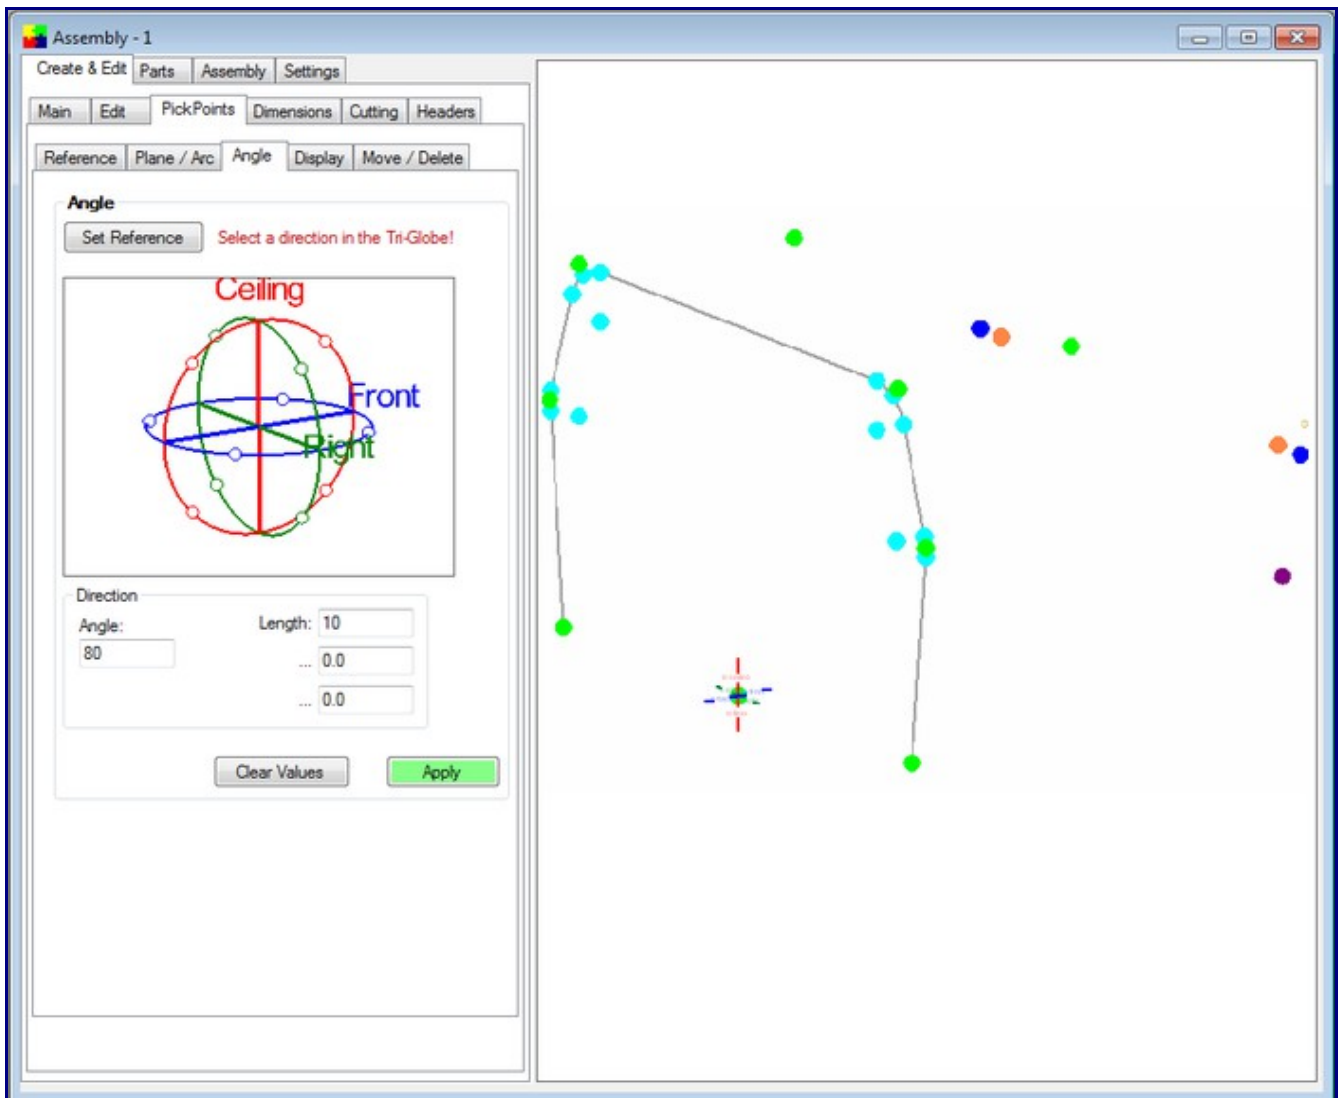 Assembly - 1
Create & Edit Parts Assembly Settings
Main Edit PickPoints Dimensions Cutting Headers
Reference Plane / Arc Angle Display Move / Delete
Angle
Set Reference Select a direction in the Tri-Globe!
Ceiling
Front
Right
Direction
Angle: Length: 10
80
... 0.0
... 0.0
Clear Values Apply